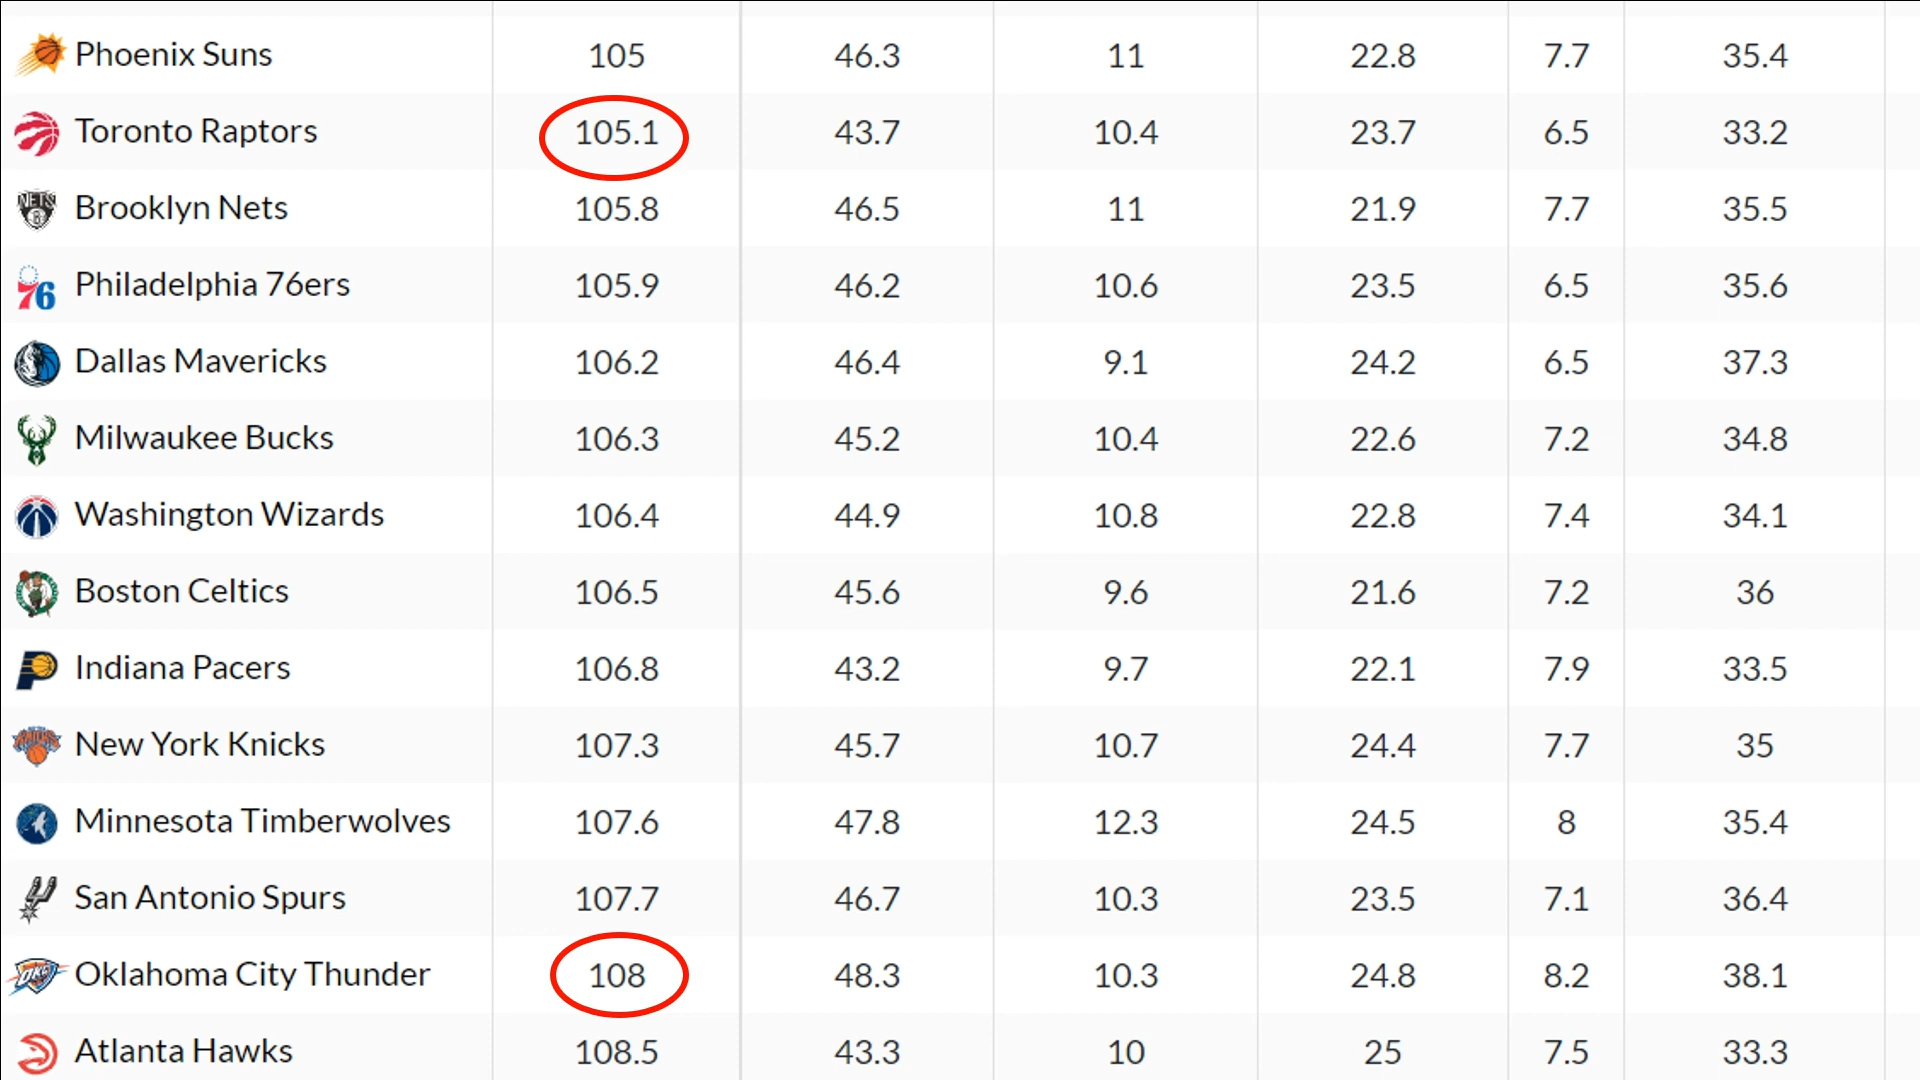 Phoenix Suns 105 46.3 11 22.8 7.7 35.4
Toronto Raptors 105.1 43.7 10.4 23.7 6.5 33.2
NETS B Brooklyn Nets 105.8 46.5 11 21.9 7.7 35.5
76 Philadelphia 76ers 105.9 46.2 10.6 23.5 6.5 35.6
Dallas Mavericks 106.2 46.4 9.1 24.2 6.5 37.3
Milwaukee Bucks 106.3 45.2 10.4 22.6 7.2 34.8
Washington Wizards 106.4 44.9 10.8 22.8 7.4 34.1
Boston Celtics 106.5 45.6 9.6 21.6 7.2 36
Indiana Pacers 106.8 43.2 9.7 22.1 7.9 33.5
New York Knicks 107.3 45.7 10.7 24.4 7.7 35
Minnesota Timberwolves 107.6 47.8 12.3 24.5 8 35.4
San Antonio Spurs 107.7 46.7 10.3 23.5 7.1 36.4
OKC Oklahoma City Thunder 108 48.3 10.3 24.8 8.2 38.1
Atlanta Hawks 108.5 43.3 10 25 7.5 33.3